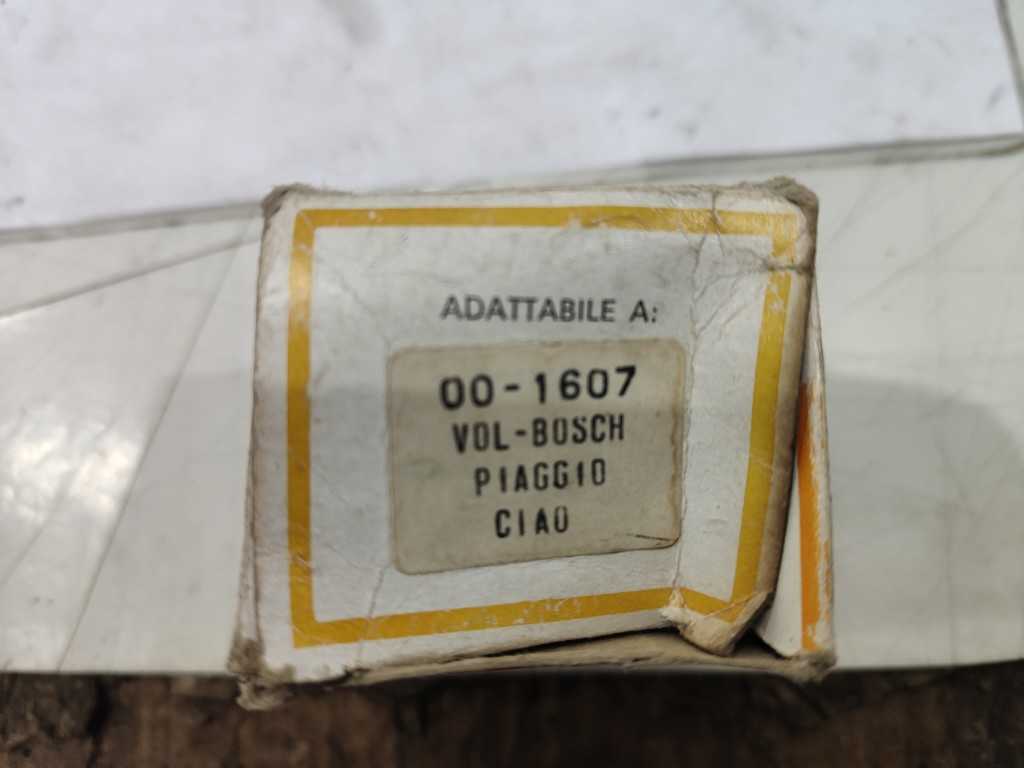 ADATTABILE A:
00-1607
VOL-BOSCH
PIAGGIO
CIAO